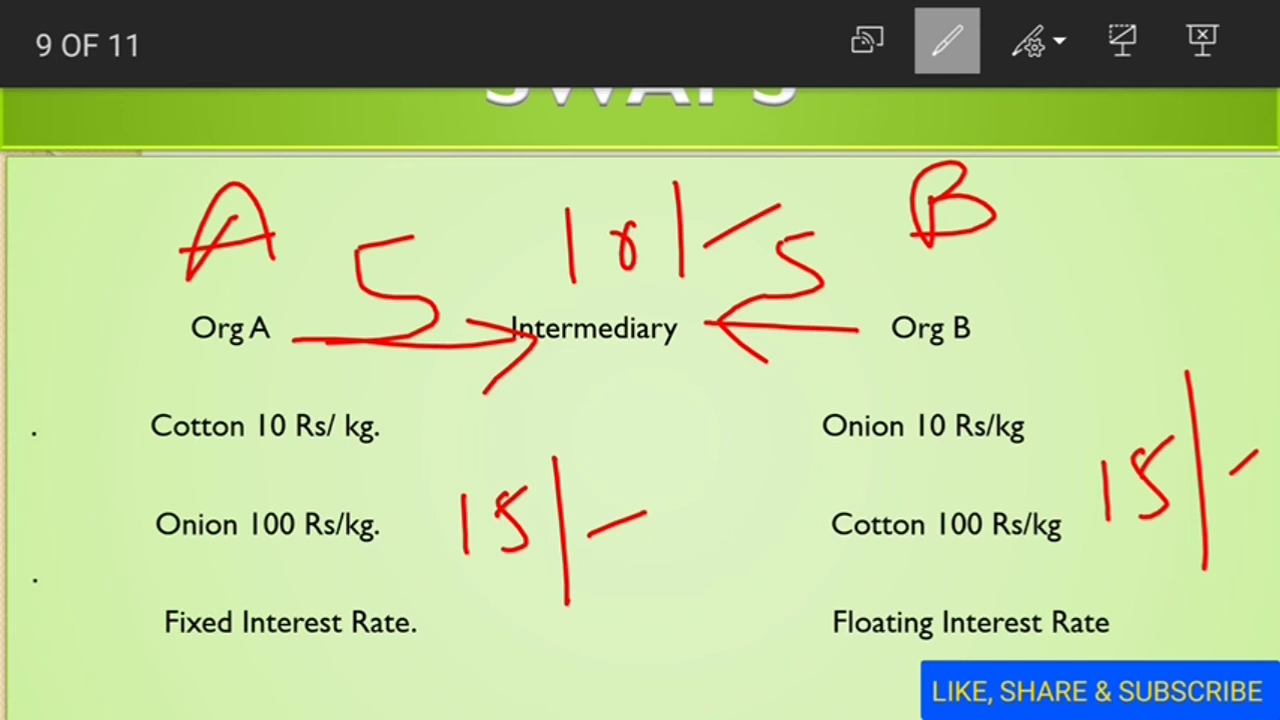 9 OF 11
SWAPS
A 5 10/- 5 B
Org A Intermediary Org B
. Cotton 10 Rs/ kg. Onion 10 Rs/kg
Onion 100 Rs/kg. 15/- Cotton 100 Rs/kg 15/-
.
Fixed Interest Rate. Floating Interest Rate
LIKE, SHARE & SUBSCRIBE